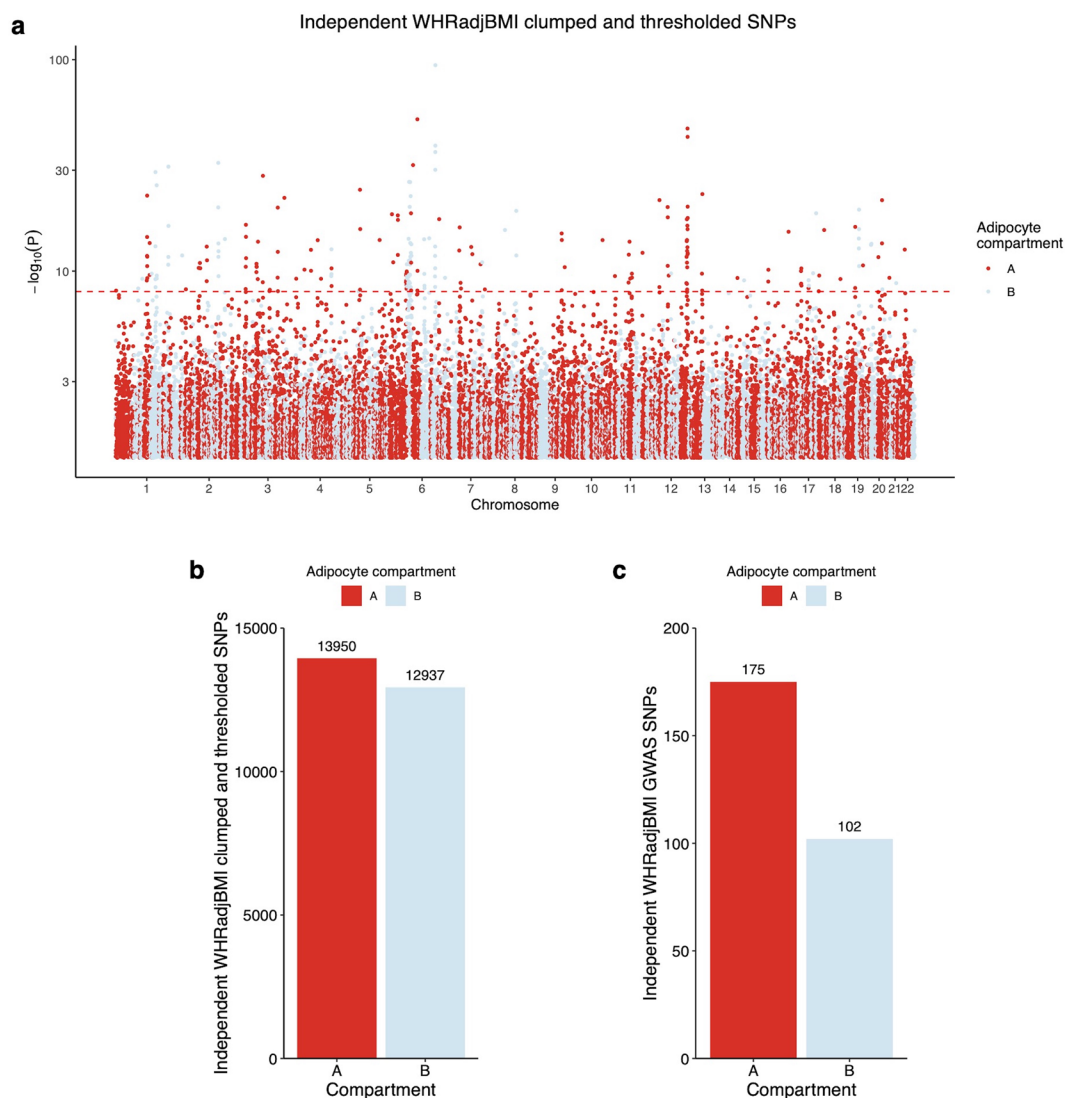 a
Independent WHRadjBMI clumped and thresholded SNPs
100
30
10
3
−log10(P)
1 2 3 4 5 6 7 8 9 10 11 12 13 14 15 16 17 18 19 20 21 22
Chromosome
Adipocyte
compartment
A
B
b
Adipocyte compartment
A B
Independent WHRadjBMI clumped and thresholded SNPs
15000
10000
5000
0
13950
12937
A B
Compartment
c
Adipocyte compartment
A B
Independent WHRadjBMI GWAS SNPs
200
150
100
50
0
175
102
A B
Compartment